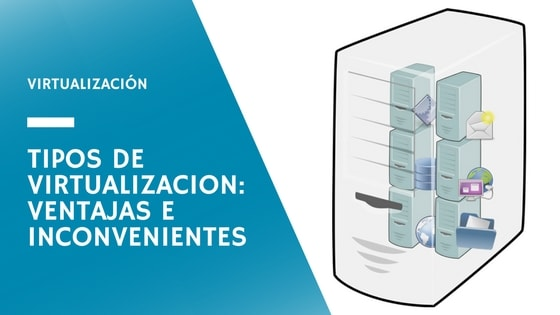 VIRTUALIZACIÓN
TIPOS DE
VIRTUALIZACION:
VENTAJAS E
INCONVENIENTES